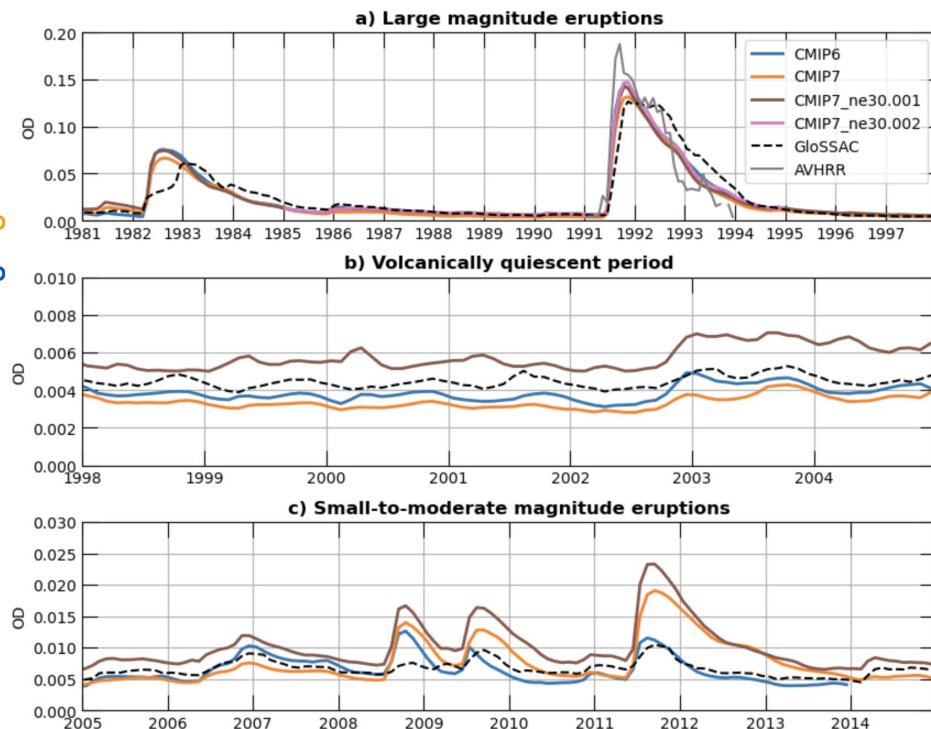 a) Large magnitude eruptions
0.20
0.15
0.10
0.05
0.00
OD
CMIP6
CMIP7
CMIP7_ne30.001
CMIP7_ne30.002
GloSSAC
AVHRR
1981 1982 1983 1984 1985 1986 1987 1988 1989 1990 1991 1992 1993 1994 1995 1996 1997
b) Volcanically quiescent period
0.010
0.008
0.006
0.004
0.002
0.000
OD
1998 1999 2000 2001 2002 2003 2004
c) Small-to-moderate magnitude eruptions
0.030
0.025
0.020
0.015
0.010
0.005
0.000
OD
2005 2006 2007 2008 2009 2010 2011 2012 2013 2014